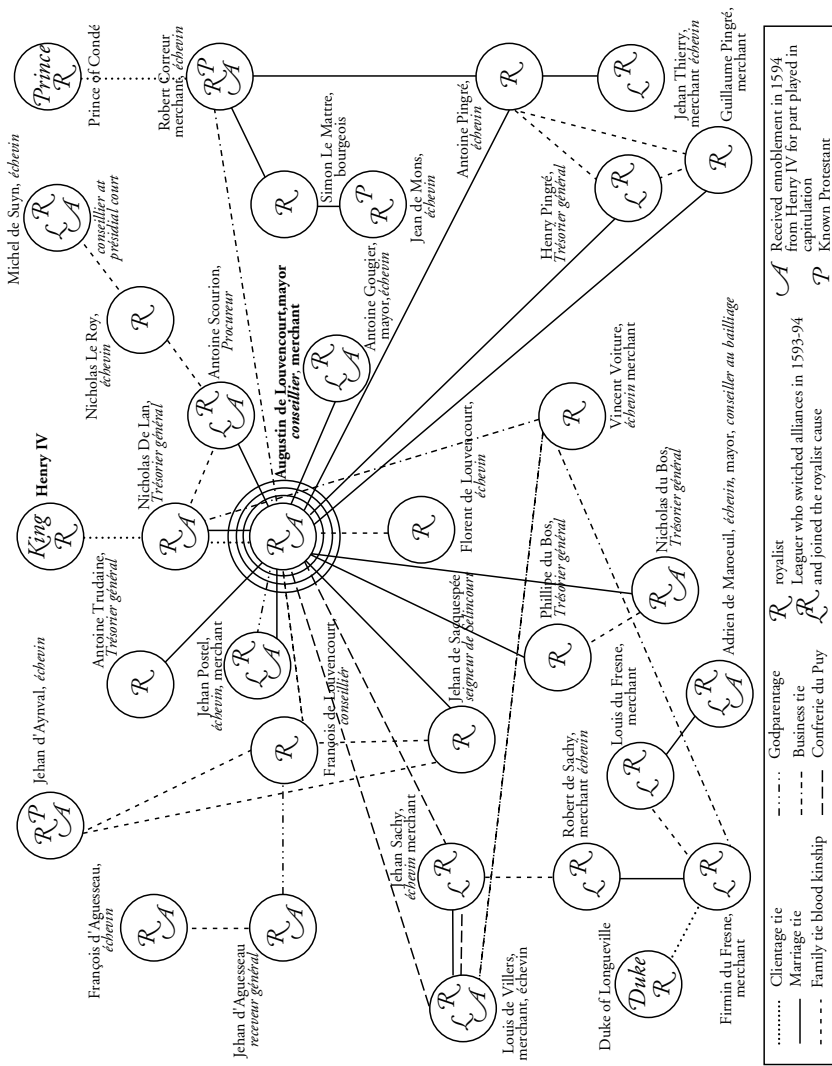 Prince
R
Prince of Condé
Robert Correur
merchant, échevin
R P
A
Michel de Suyn, échevin
L R
A
conseillier at
présidial court
Simon Le Mattre,
bourgeois
R
Jean de Mons,
échevin
P
R
Antoine Pingré,
échevin
R
Jehan Thierry,
merchant échevin
L R
Henry Pingré,
Trésorier général
L R
Guillaume Pingré,
merchant
R
Nicholas Le Roy,
échevin
R
Antoine Scourion,
Procureur
L R
A
Augustin de Louvencourt, mayor
conseillier, merchant
R
A
Antoine Gougier,
mayor, échevin
L R
A
King
R
Henry IV
Nicholas De Lan,
Trésorier général
R
A
Florent de Louvencourt,
échevin
R
Vincent Voiture,
échevin merchant
R
Antoine Trudaine,
Trésorier général
R
Jehan Postel,
échevin, merchant
L R
A
Phillipe du Bos,
Trésorier général
R
Nicholas du Bos,
Trésorier général
R
A
Jehan d'Aynval, échevin
R P
A
François de Louvencourt,
conseillier
R
Jehan de Sacquespée
seigneur de Selincourt
R
Louis du Fresne,
merchant
L R
Adrien de Maroeuil, échevin, mayor, conseiller au bailliage
L R
A
François d'Aguesseau,
échevin
R
A
Jehan d'Aguesseau
receveur général
R
A
Jehan Sachy,
échevin merchant
L R
Robert de Sachy,
merchant échevin
L R
Louis de Villers,
merchant, échevin
L R
A
Duke of Longueville
Duke
R
Firmin du Fresne,
merchant
L R
Clientage tie
Marriage tie
Family tie blood kinship
Godparentage
Business tie
Confrerie du Puy
R royalist
LR Leaguer who switched alliances in 1593-94
and joined the royalist cause
A Received ennoblement in 1594
from Henry IV for part played in
capitulation
P Known Protestant